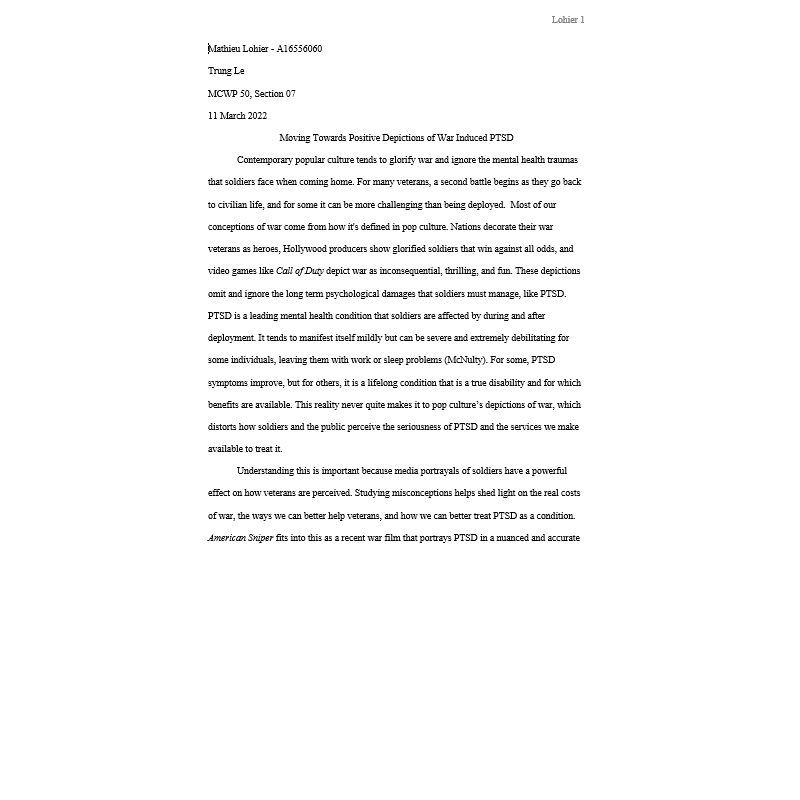 Lohier 1
Mathieu Lohier - A16556060
Trung Le
MCWP 50, Section 07
11 March 2022
Moving Towards Positive Depictions of War Induced PTSD
Contemporary popular culture tends to glorify war and ignore the mental health traumas
that soldiers face when coming home. For many veterans, a second battle begins as they go back
to civilian life, and for some it can be more challenging than being deployed.  Most of our
conceptions of war come from how it's defined in pop culture. Nations decorate their war
veterans as heroes, Hollywood producers show glorified soldiers that win against all odds, and
video games like Call of Duty depict war as inconsequential, thrilling, and fun. These depictions
omit and ignore the long term psychological damages that soldiers must manage, like PTSD.
PTSD is a leading mental health condition that soldiers are affected by during and after
deployment. It tends to manifest itself mildly but can be severe and extremely debilitating for
some individuals, leaving them with work or sleep problems (McNulty). For some, PTSD
symptoms improve, but for others, it is a lifelong condition that is a true disability and for which
benefits are available. This reality never quite makes it to pop culture’s depictions of war, which
distorts how soldiers and the public perceive the seriousness of PTSD and the services we make
available to treat it.
Understanding this is important because media portrayals of soldiers have a powerful
effect on how veterans are perceived. Studying misconceptions helps shed light on the real costs
of war, the ways we can better help veterans, and how we can better treat PTSD as a condition.
American Sniper fits into this as a recent war film that portrays PTSD in a nuanced and accurate